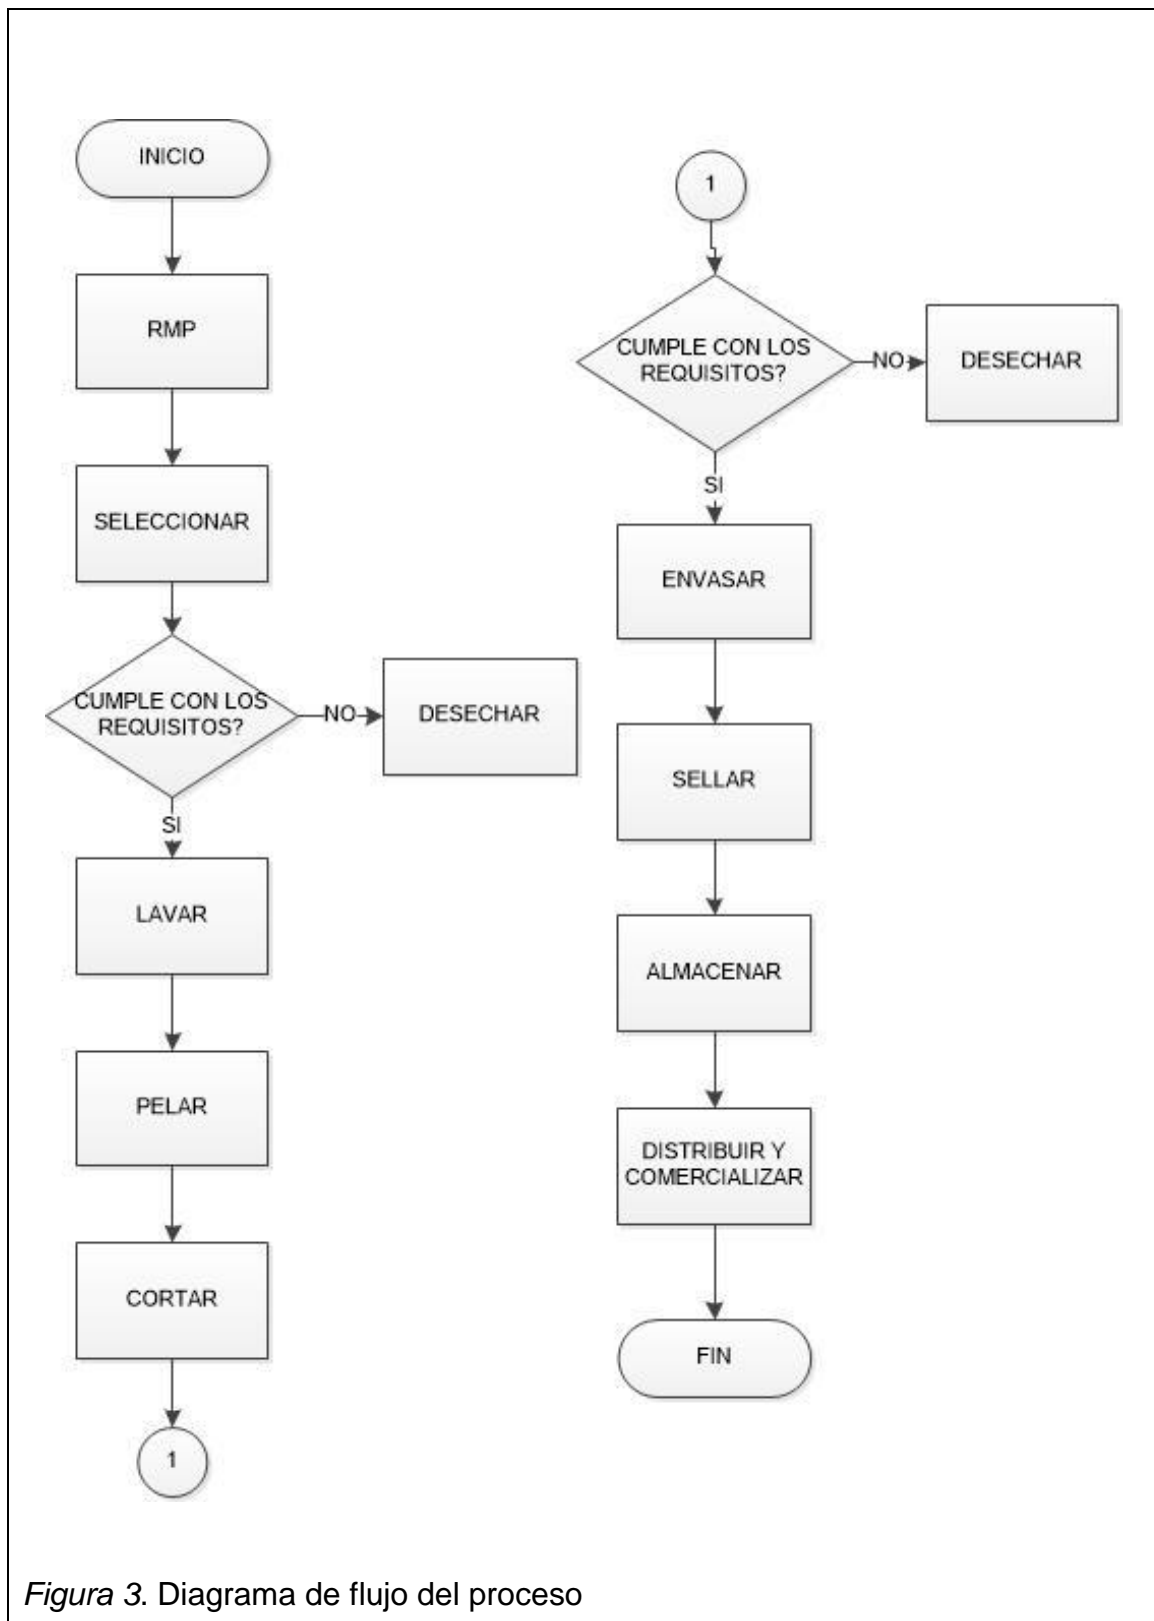 INICIO
RMP
SELECCIONAR
CUMPLE CON LOS
REQUISITOS?
NO
DESECHAR
SI
LAVAR
PELAR
CORTAR
1
1
CUMPLE CON LOS
REQUISITOS?
NO
DESECHAR
SI
ENVASAR
SELLAR
ALMACENAR
DISTRIBUIR Y
COMERCIALIZAR
FIN
Figura 3. Diagrama de flujo del proceso